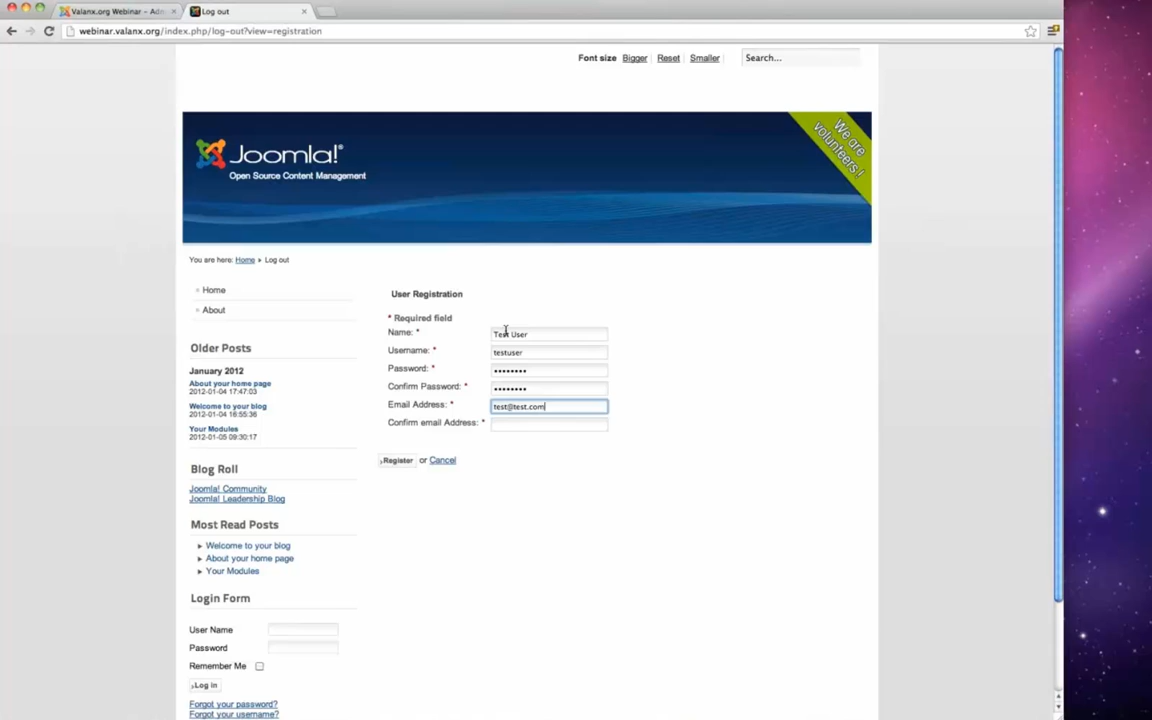 Valanx.org Webinar - Adm
Log out
webinar.valanx.org/index.php/log-out?view=registration
Font size Bigger Reset Smaller Search...
Joomla!®
Open Source Content Management
We are
volunteers!
You are here: Home Log out
Home
About
Older Posts
January 2012
About your home page
2012-01-04 17:47:03
Welcome to your blog
2012-01-04 18:55:36
Your Modules
2012-01-05 09:30:17
Blog Roll
Joomla! Community
Joomla! Leadership Blog
Most Read Posts
Welcome to your blog
About your home page
Your Modules
Login Form
User Name
Password
Remember Me
Log in
Forgot your password?
Forgot your username?
User Registration
* Required field
Name: * Test User
Username: * testuser
Password: * ••••••••
Confirm Password: * ••••••••
Email Address: * test@test.com
Confirm email Address: *
Register or Cancel